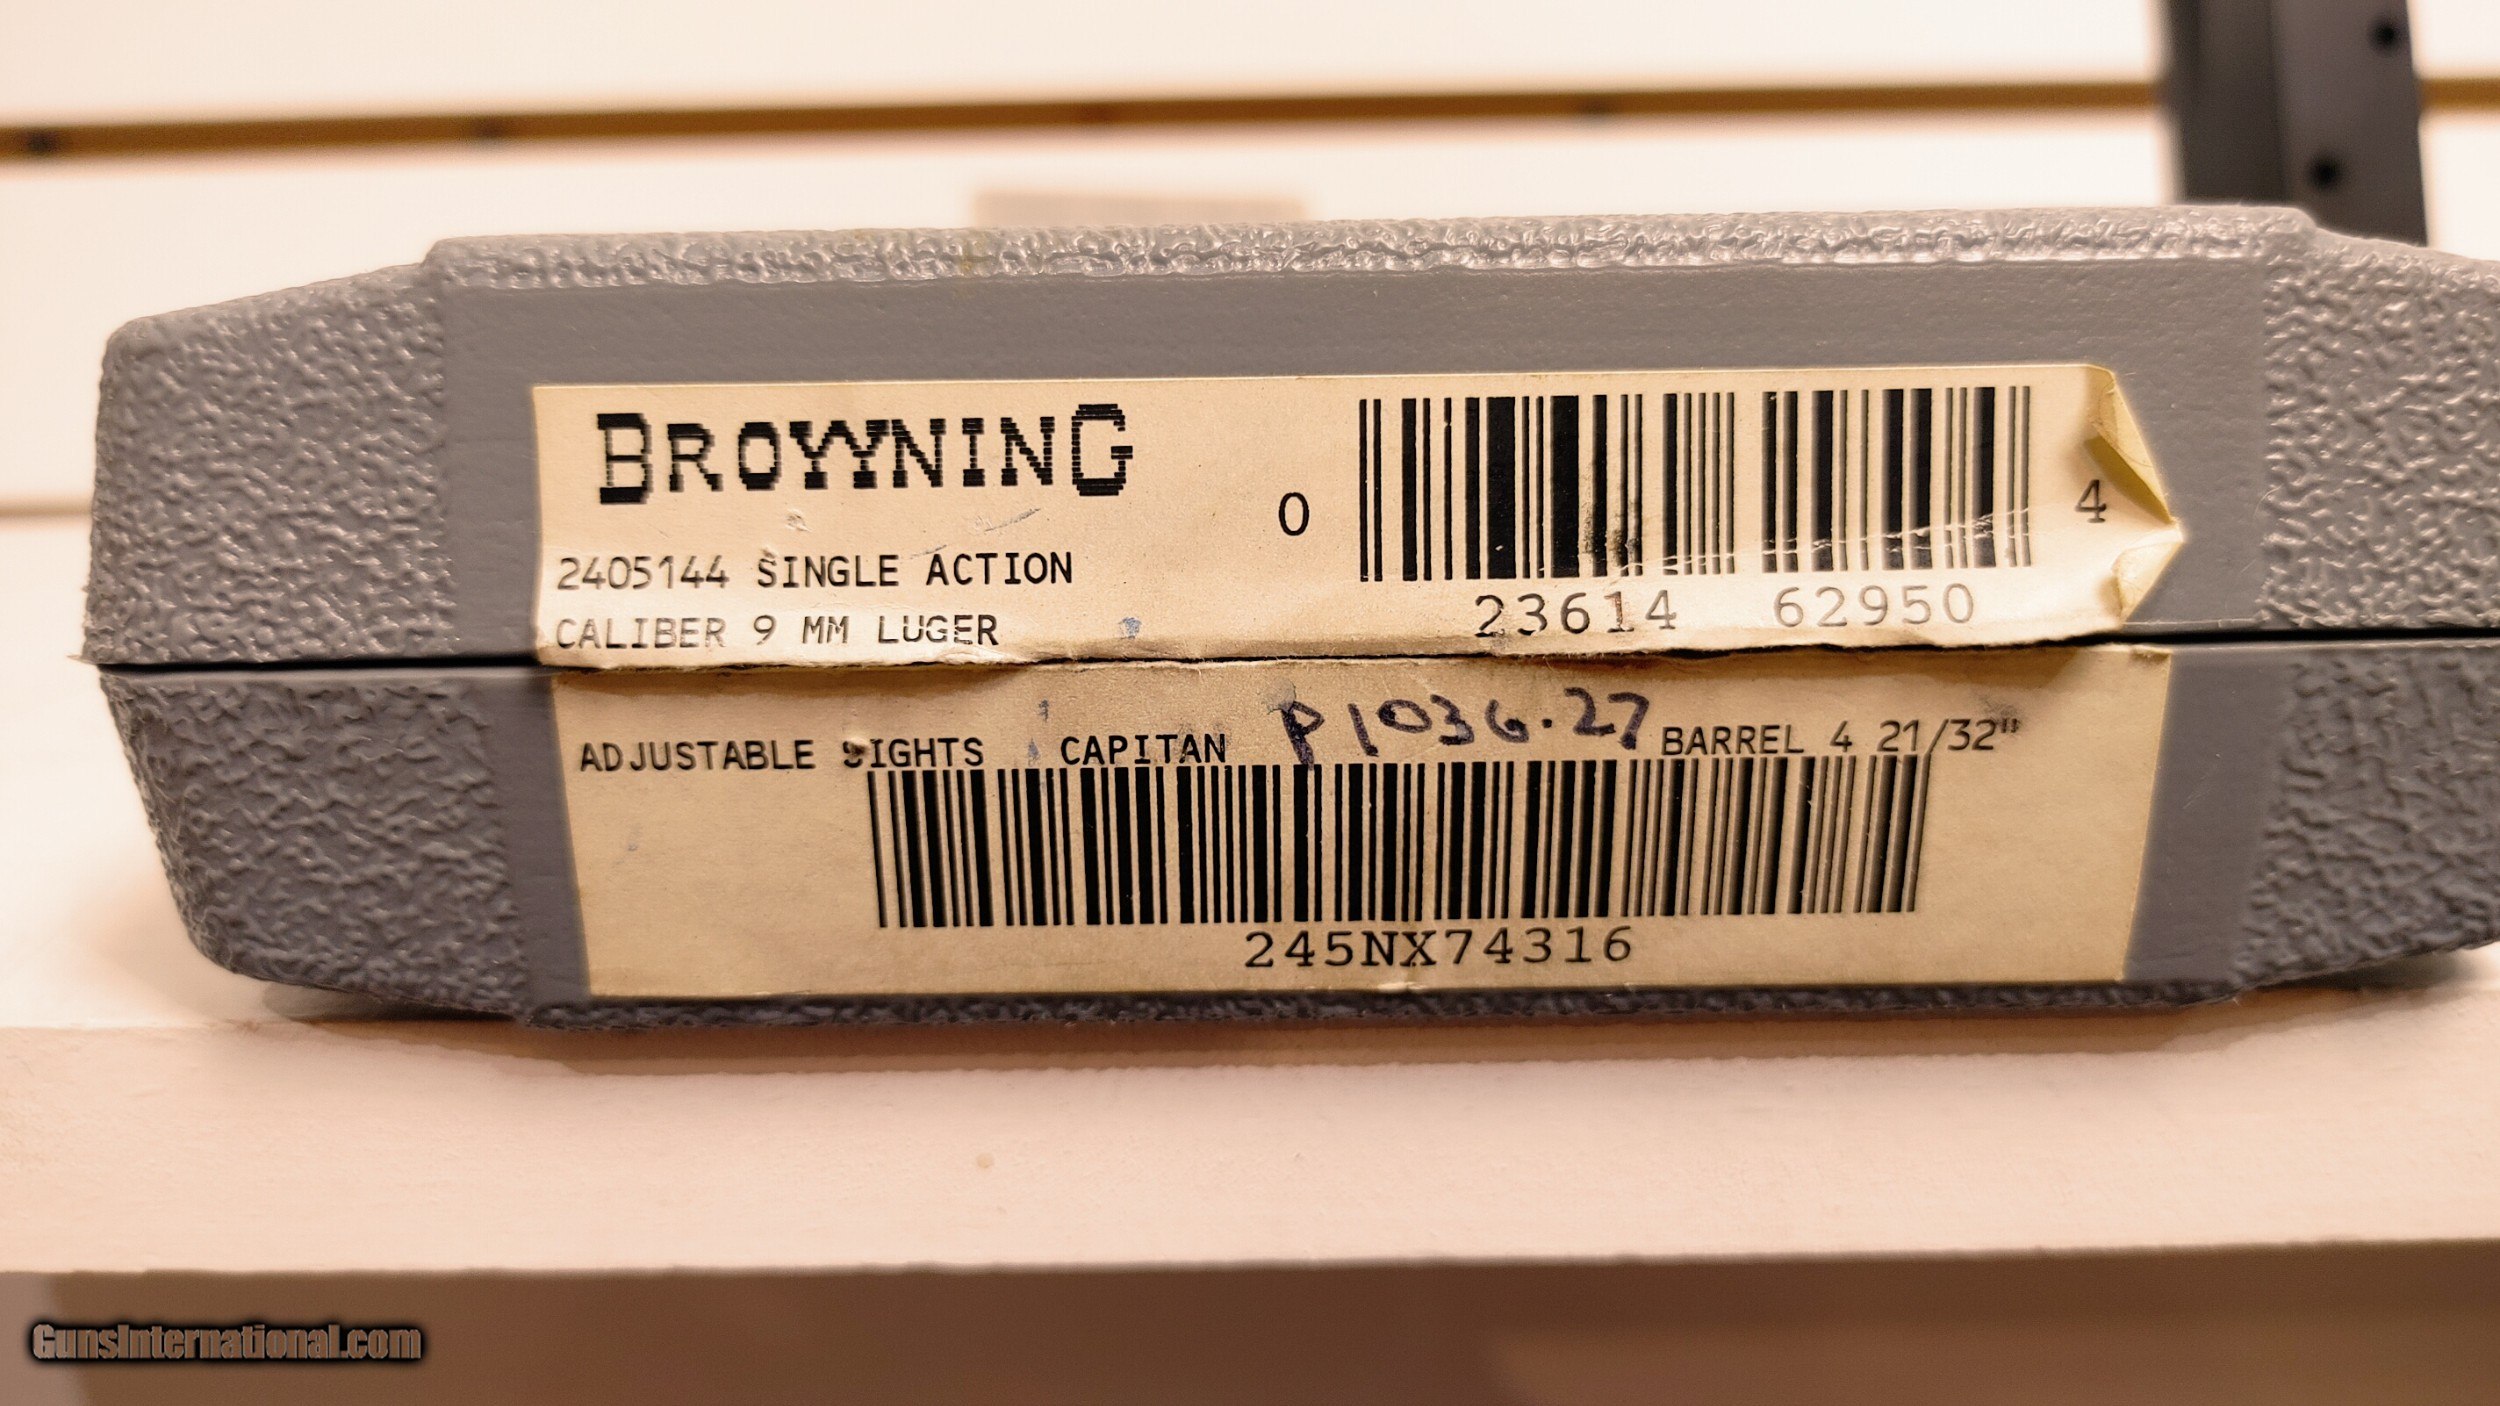 BROWNING
0 23614 62950 4
2405144 SINGLE ACTION
CALIBER 9 MM LUGER
ADJUSTABLE SIGHTS CAPITAN P1036.27 BARREL 4 21/32"
245NX74316
GunsInternational.com